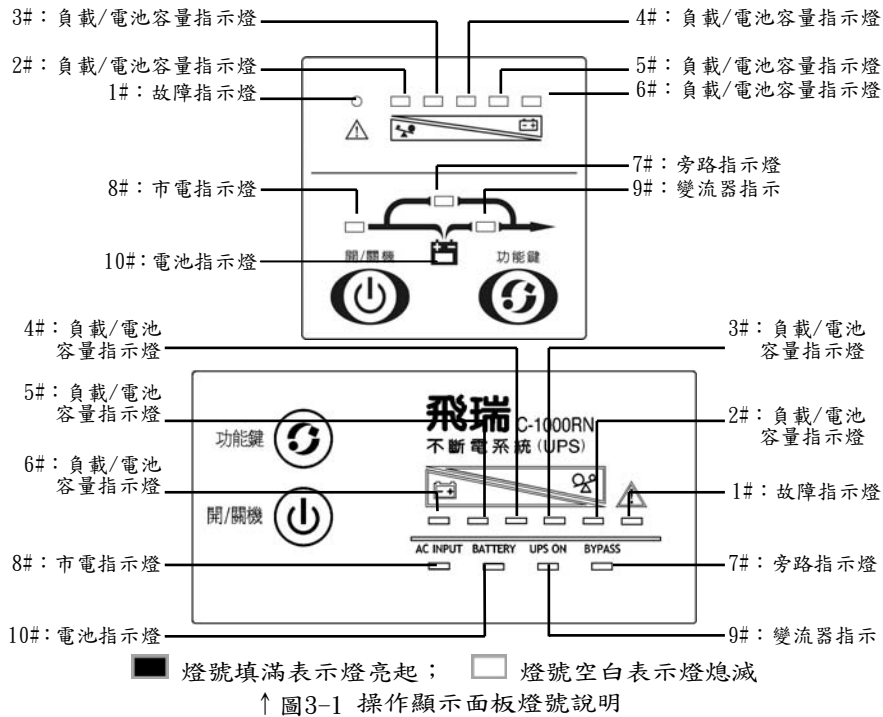 3#：負載/電池容量指示燈
4#：負載/電池容量指示燈
2#：負載/電池容量指示燈
5#：負載/電池容量指示燈
1#：故障指示燈
6#：負載/電池容量指示燈
7#：旁路指示燈
8#：市電指示燈
9#：變流器指示
10#：電池指示燈
開/關機
功能鍵
4#：負載/電池
容量指示燈
3#：負載/電池
容量指示燈
5#：負載/電池
容量指示燈
飛瑞 C-1000RN
不斷電系統(UPS)
2#：負載/電池
容量指示燈
功能鍵
6#：負載/電池
容量指示燈
1#：故障指示燈
開/關機
AC INPUT BATTERY UPS ON BYPASS
8#：市電指示燈
7#：旁路指示燈
10#：電池指示燈
9#：變流器指示
燈號填滿表示燈亮起； 燈號空白表示燈熄滅
↑圖3-1 操作顯示面板燈號說明